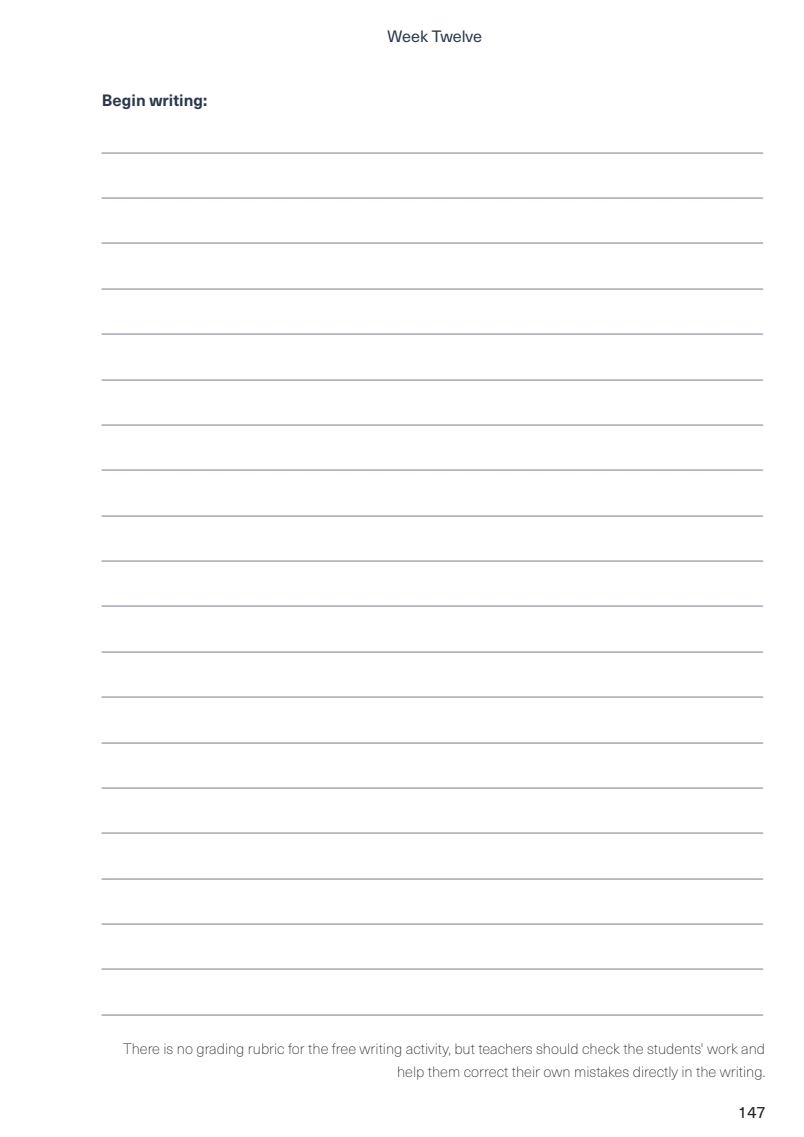 Week Twelve
Begin writing:
There is no grading rubric for the free writing activity, but teachers should check the students' work and
help them correct their own mistakes directly in the writing.
147